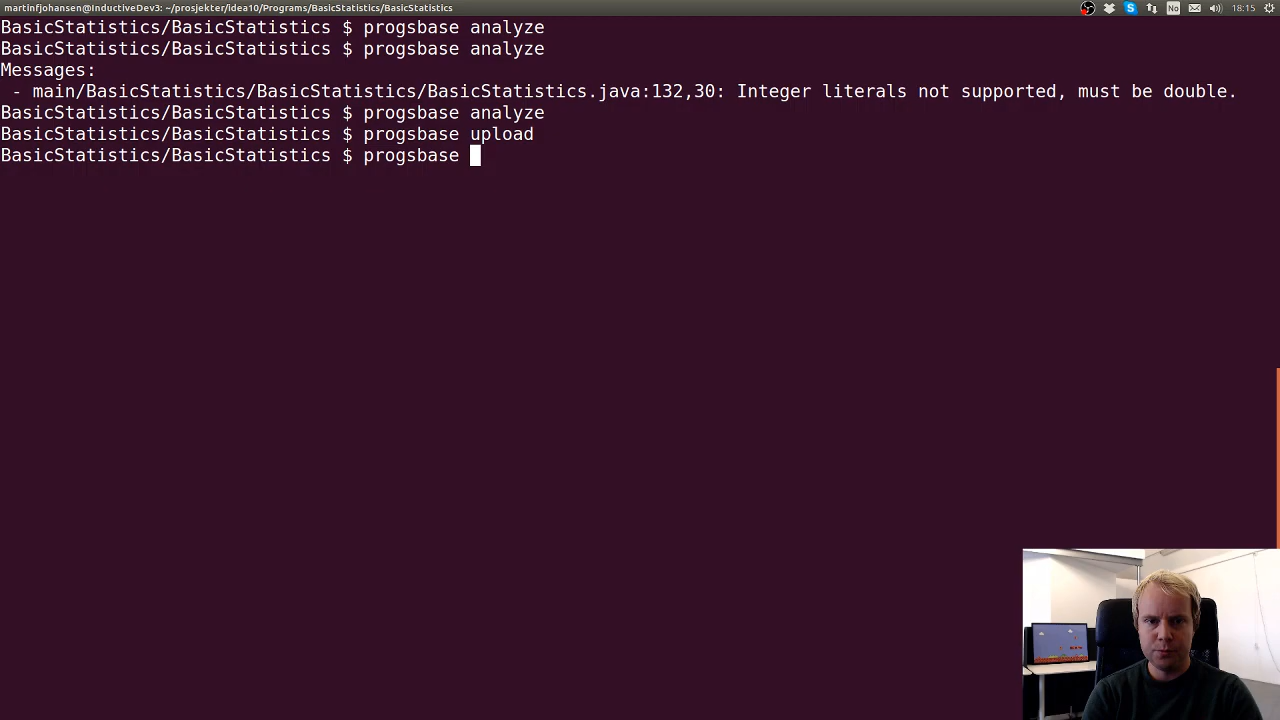 martinfjohansen@InductiveDev3: ~/prosjekter/idea10/Programs/BasicStatistics/BasicStatistics
No
18:15
BasicStatistics/BasicStatistics $ progsbase analyze
BasicStatistics/BasicStatistics $ progsbase analyze
Messages:
 - main/BasicStatistics/BasicStatistics/BasicStatistics.java:132,30: Integer literals not supported, must be double.
BasicStatistics/BasicStatistics $ progsbase analyze
BasicStatistics/BasicStatistics $ progsbase upload
BasicStatistics/BasicStatistics $ progsbase